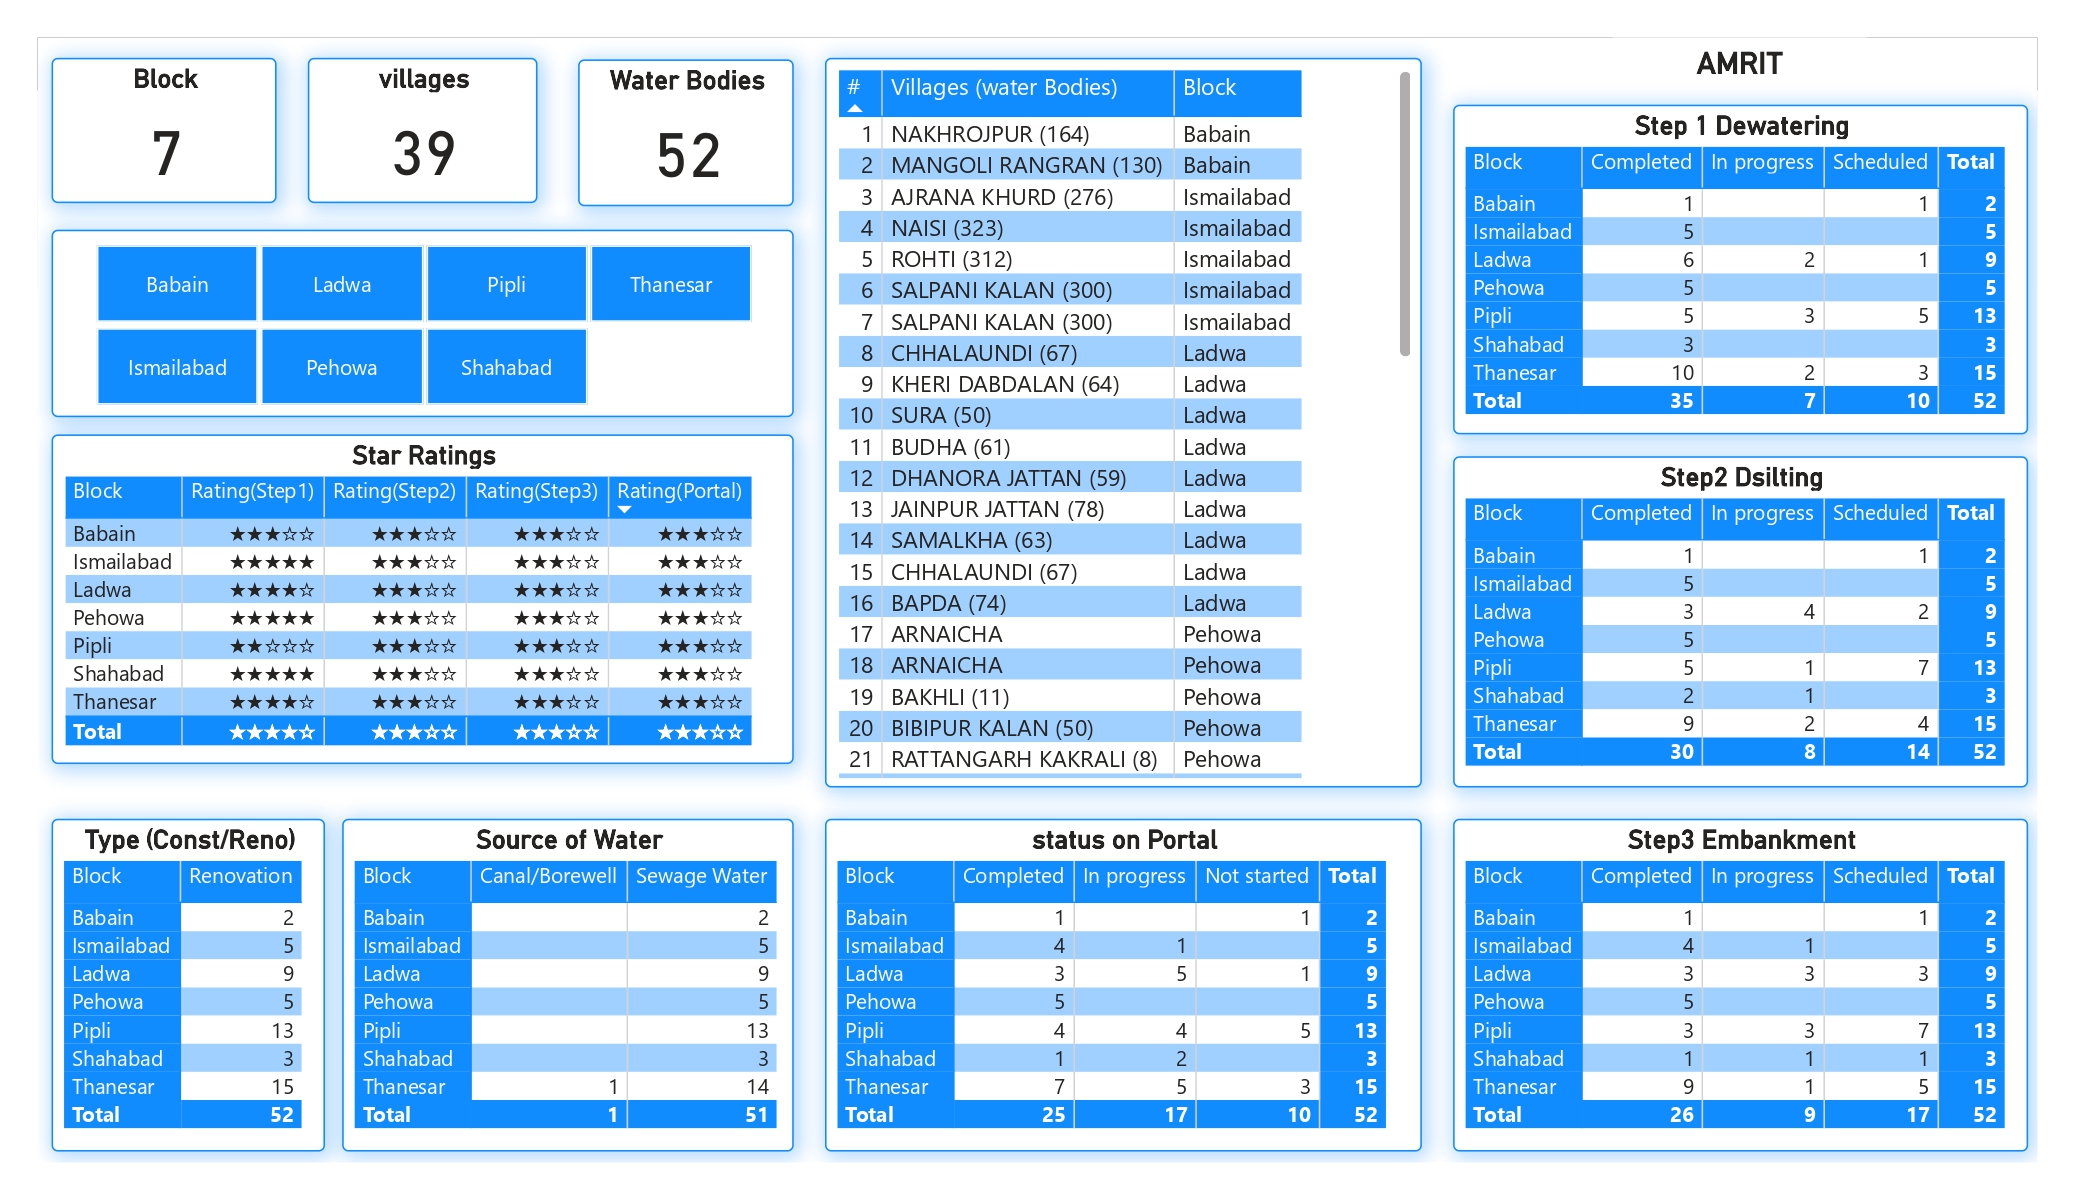 Block
7
villages
39
Water Bodies
52
Babain Ladwa Pipli Thanesar
Ismailabad Pehowa Shahabad
Star Ratings
Block Rating(Step1) Rating(Step2) Rating(Step3) Rating(Portal)
Babain ★★★☆☆ ★★★☆☆ ★★★☆☆ ★★★☆☆
Ismailabad ★★★★★ ★★★☆☆ ★★★☆☆ ★★★☆☆
Ladwa ★★★★☆ ★★★☆☆ ★★★☆☆ ★★★☆☆
Pehowa ★★★★★ ★★★☆☆ ★★★☆☆ ★★★☆☆
Pipli ★★☆☆☆ ★★★☆☆ ★★★☆☆ ★★★☆☆
Shahabad ★★★★★ ★★★☆☆ ★★★☆☆ ★★★☆☆
Thanesar ★★★★☆ ★★★☆☆ ★★★☆☆ ★★★☆☆
Total ★★★★☆ ★★★☆☆ ★★★☆☆ ★★★☆☆
# Villages (water Bodies) Block
1 NAKHROJPUR (164) Babain
2 MANGOLI RANGRAN (130) Babain
3 AJRANA KHURD (276) Ismailabad
4 NAISI (323) Ismailabad
5 ROHTI (312) Ismailabad
6 SALPANI KALAN (300) Ismailabad
7 SALPANI KALAN (300) Ismailabad
8 CHHALAUNDI (67) Ladwa
9 KHERI DABDALAN (64) Ladwa
10 SURA (50) Ladwa
11 BUDHA (61) Ladwa
12 DHANORA JATTAN (59) Ladwa
13 JAINPUR JATTAN (78) Ladwa
14 SAMALKHA (63) Ladwa
15 CHHALAUNDI (67) Ladwa
16 BAPDA (74) Ladwa
17 ARNAICHA Pehowa
18 ARNAICHA Pehowa
19 BAKHLI (11) Pehowa
20 BIBIPUR KALAN (50) Pehowa
21 RATTANGARH KAKRALI (8) Pehowa
AMRIT
Step 1 Dewatering
Block Completed In progress Scheduled Total
Babain 1 1 2
Ismailabad 5 5
Ladwa 6 2 1 9
Pehowa 5 5
Pipli 5 3 5 13
Shahabad 3 3
Thanesar 10 2 3 15
Total 35 7 10 52
Step2 Dsilting
Block Completed In progress Scheduled Total
Babain 1 1 2
Ismailabad 5 5
Ladwa 3 4 2 9
Pehowa 5 5
Pipli 5 1 7 13
Shahabad 2 1 3
Thanesar 9 2 4 15
Total 30 8 14 52
Type (Const/Reno)
Block Renovation
Babain 2
Ismailabad 5
Ladwa 9
Pehowa 5
Pipli 13
Shahabad 3
Thanesar 15
Total 52
Source of Water
Block Canal/Borewell Sewage Water
Babain 2
Ismailabad 5
Ladwa 9
Pehowa 5
Pipli 13
Shahabad 3
Thanesar 1 14
Total 1 51
status on Portal
Block Completed In progress Not started Total
Babain 1 1 2
Ismailabad 4 1 5
Ladwa 3 5 1 9
Pehowa 5 5
Pipli 4 4 5 13
Shahabad 1 2 3
Thanesar 7 5 3 15
Total 25 17 10 52
Step3 Embankment
Block Completed In progress Scheduled Total
Babain 1 1 2
Ismailabad 4 1 5
Ladwa 3 3 3 9
Pehowa 5 5
Pipli 3 3 7 13
Shahabad 1 1 1 3
Thanesar 9 1 5 15
Total 26 9 17 52